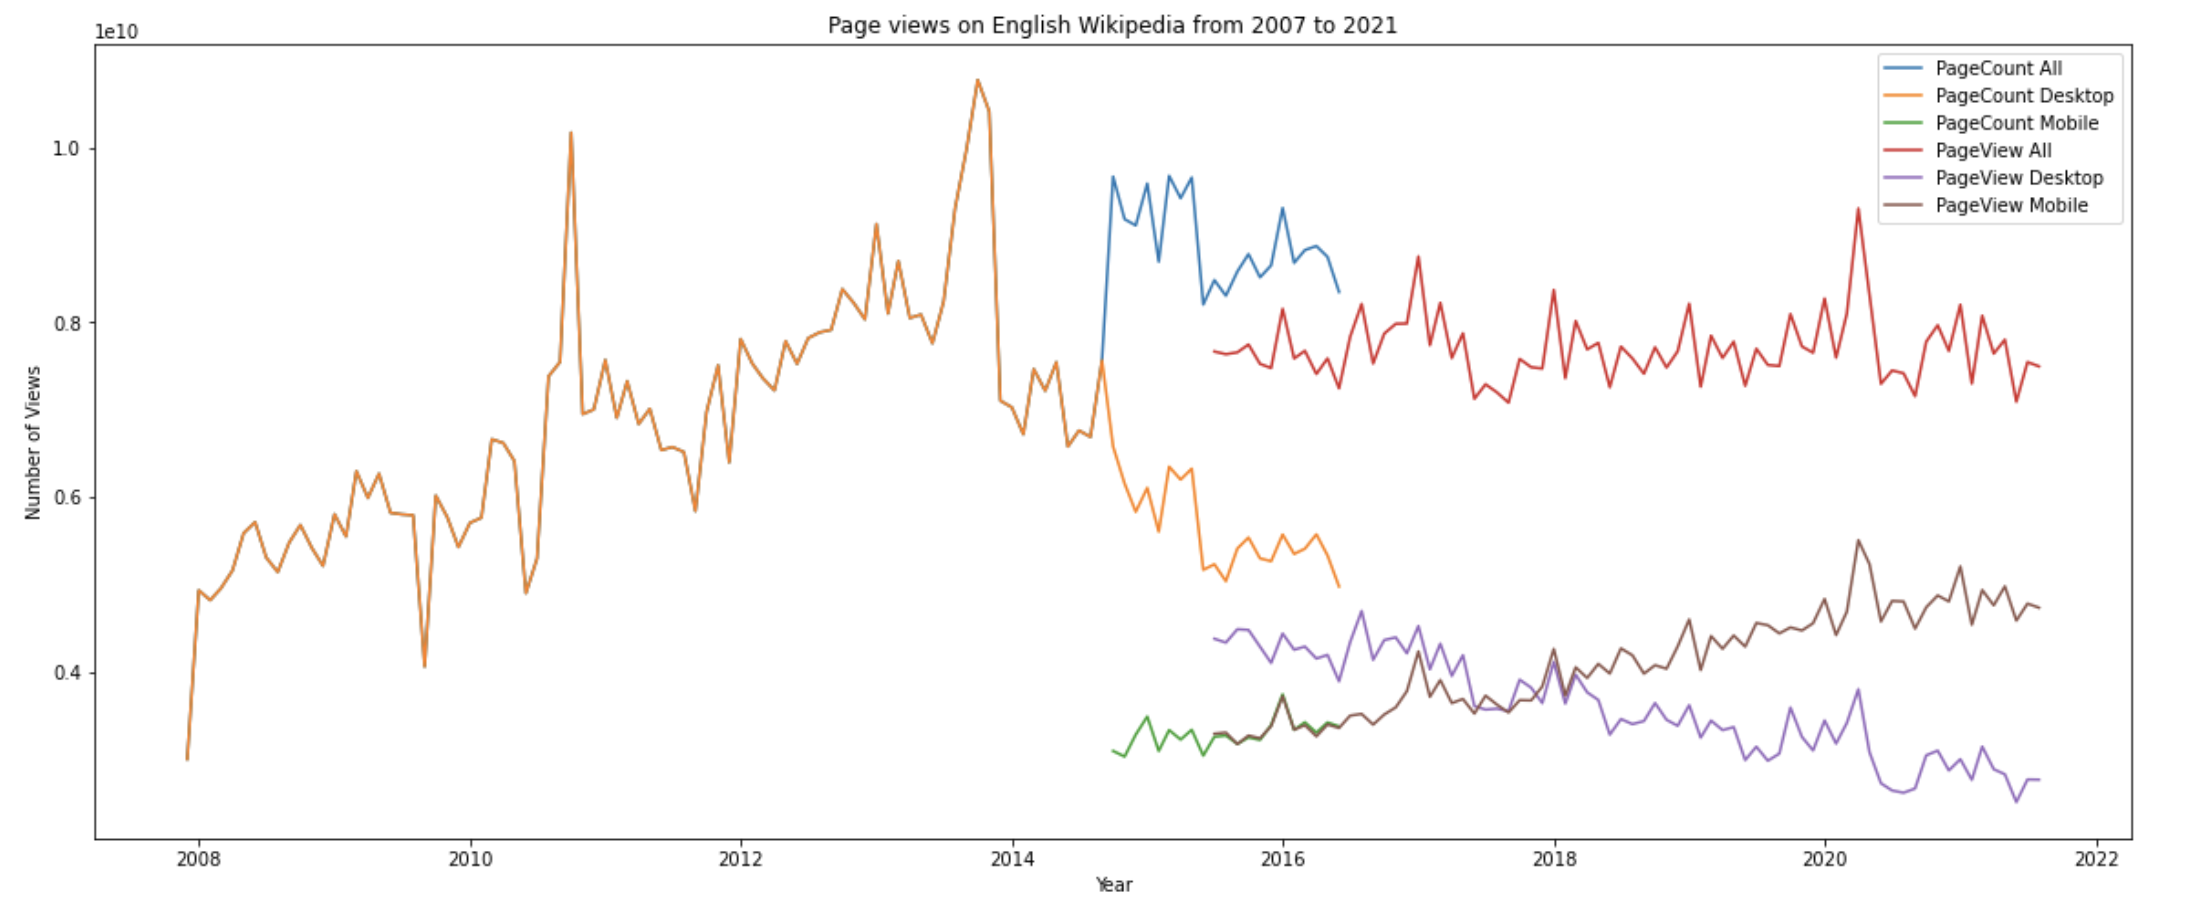 Page views on English Wikipedia from 2007 to 2021
1e10
PageCount All
PageCount Desktop
PageCount Mobile
PageView All
PageView Desktop
PageView Mobile
1.0
0.8
0.6
0.4
Number of Views
2008 2010 2012 2014 2016 2018 2020 2022
Year